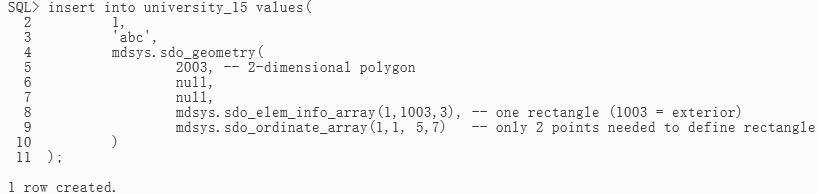 SQL> insert into university_15 values(
  2          1,
  3          'abc',
  4          mdsys.sdo_geometry(
  5                  2003, -- 2-dimensional polygon
  6                  null,
  7                  null,
  8                  mdsys.sdo_elem_info_array(1,1003,3), -- one rectangle (1003 = exterior)
  9                  mdsys.sdo_ordinate_array(1,1, 5,7)   -- only 2 points needed to define rectangle
 10          )
 11  );
1 row created.